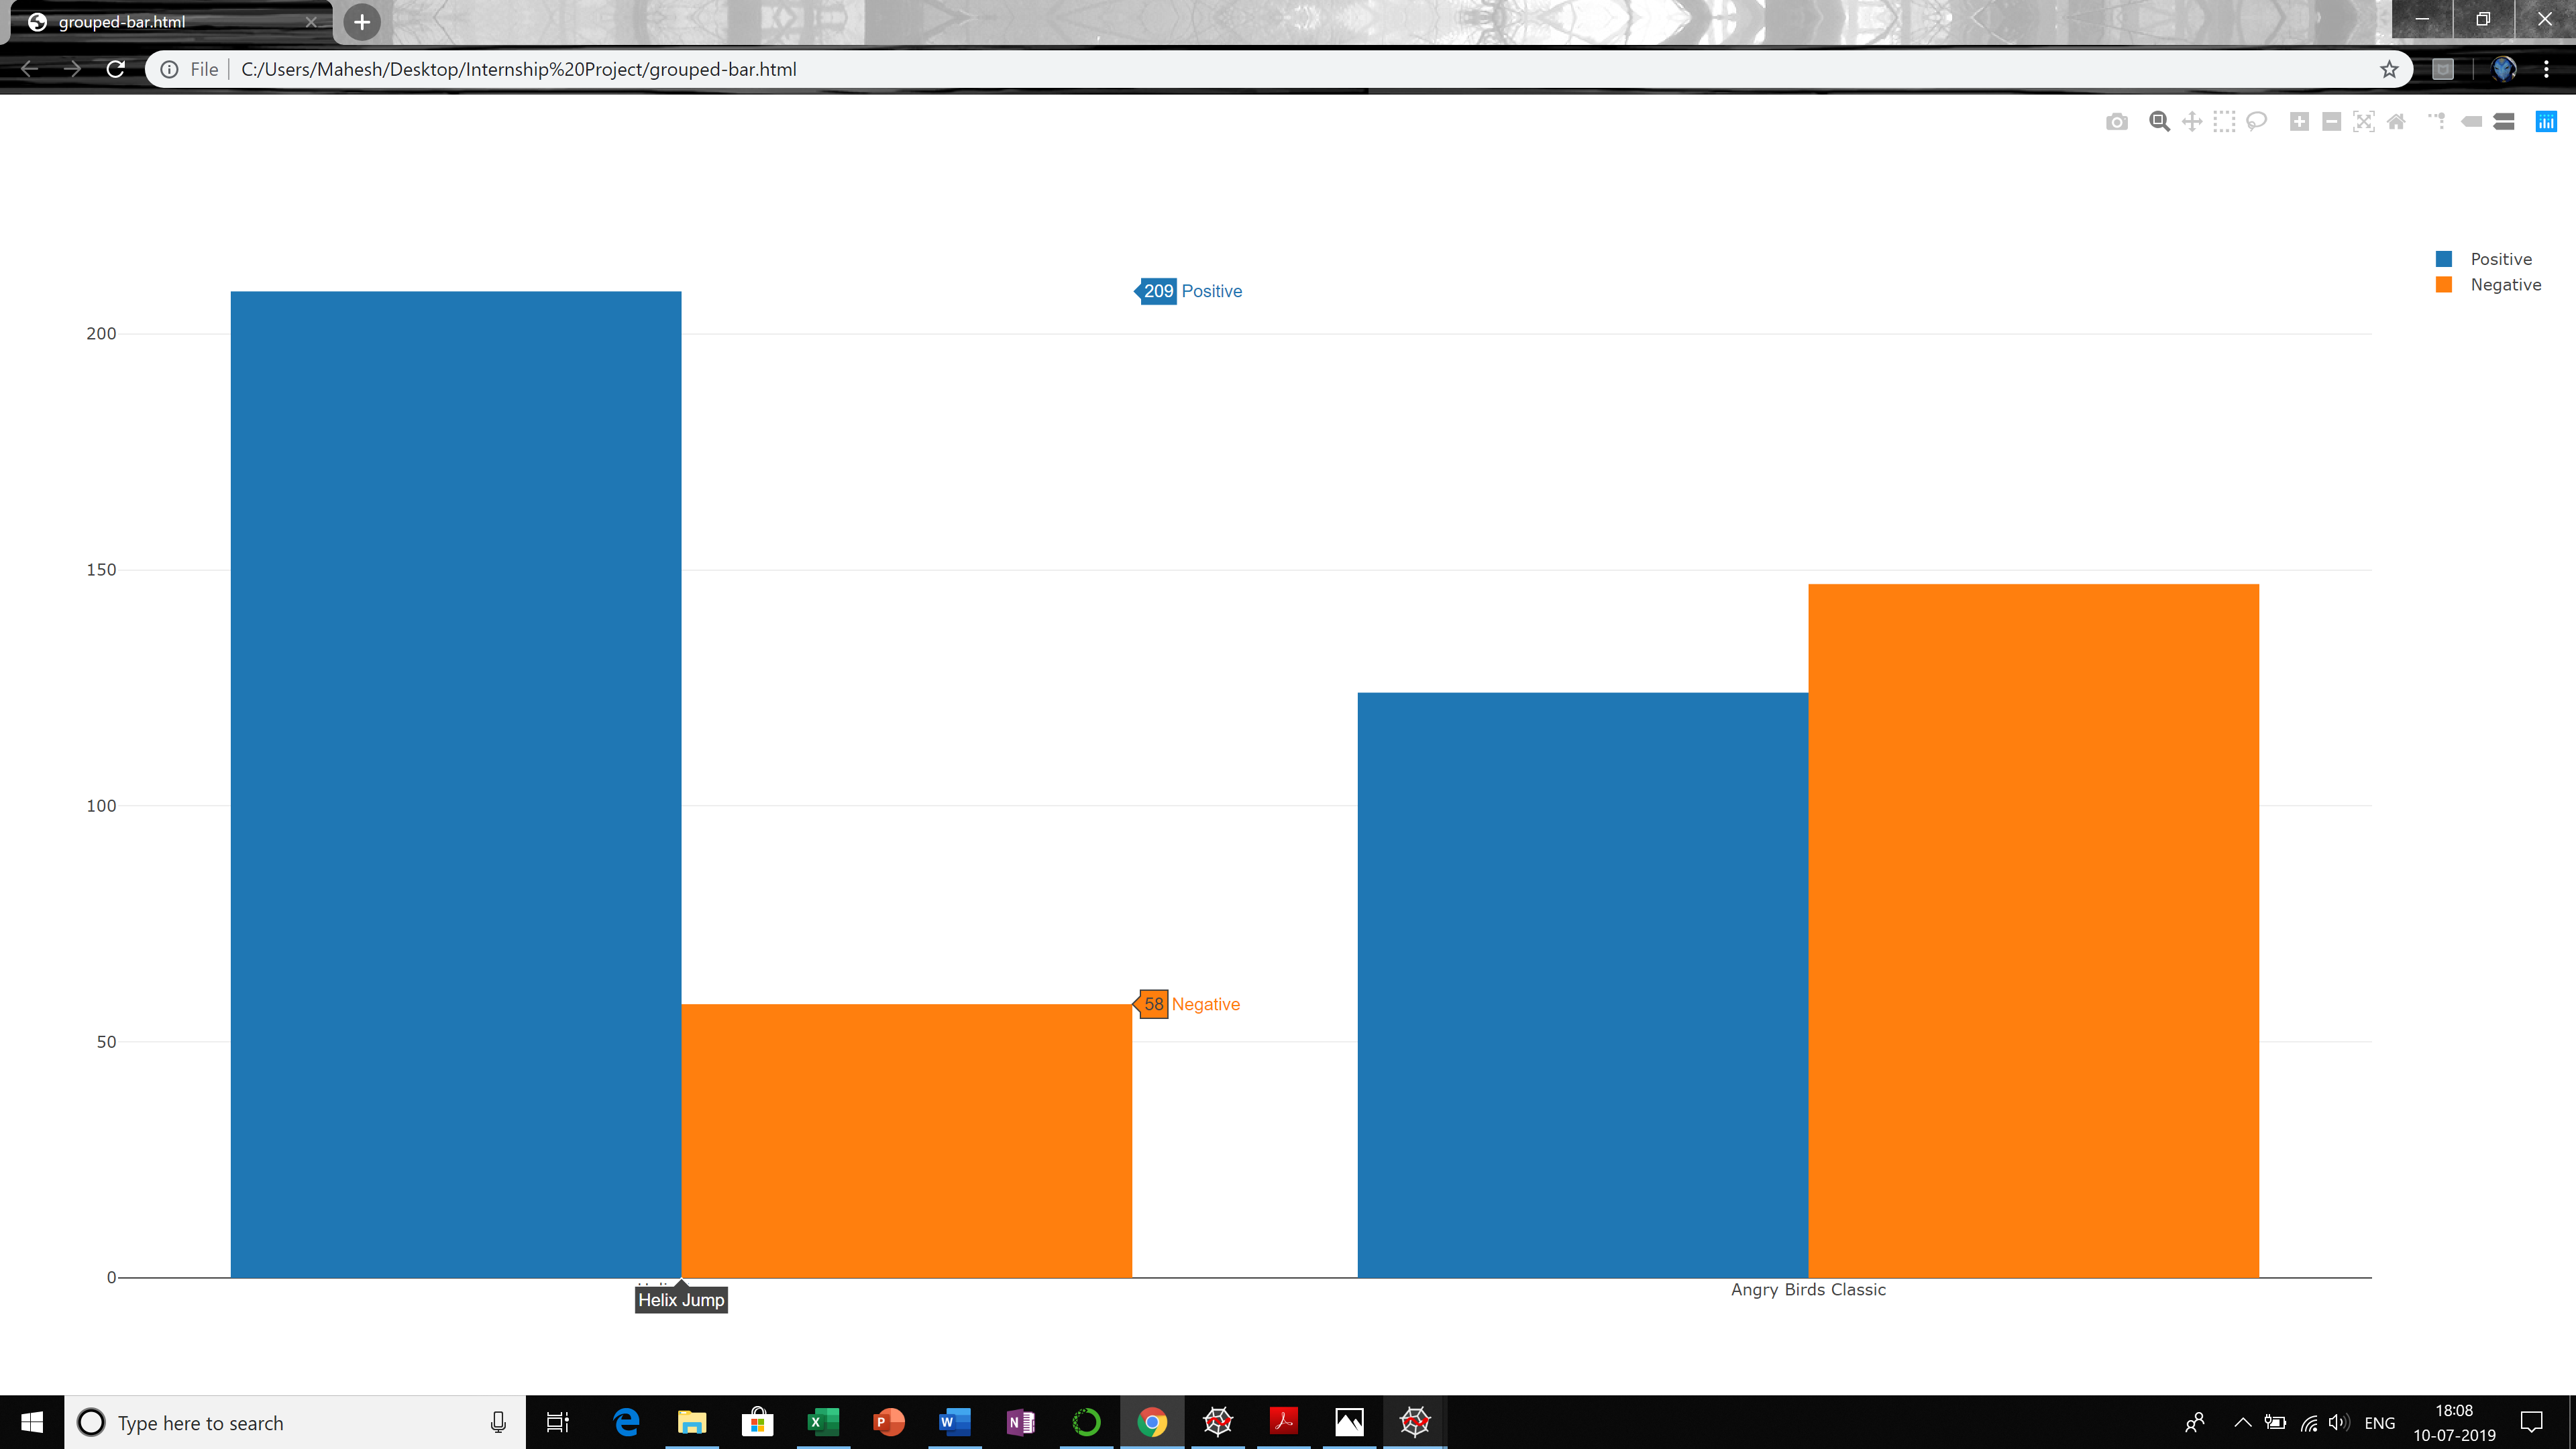 grouped-bar.html
File C:/Users/Mahesh/Desktop/Internship%20Project/grouped-bar.html
Positive
Negative
209 Positive
200
150
100
58 Negative
50
0
Helix Jump
Angry Birds Classic
Type here to search
ENG
18:08
10-07-2019